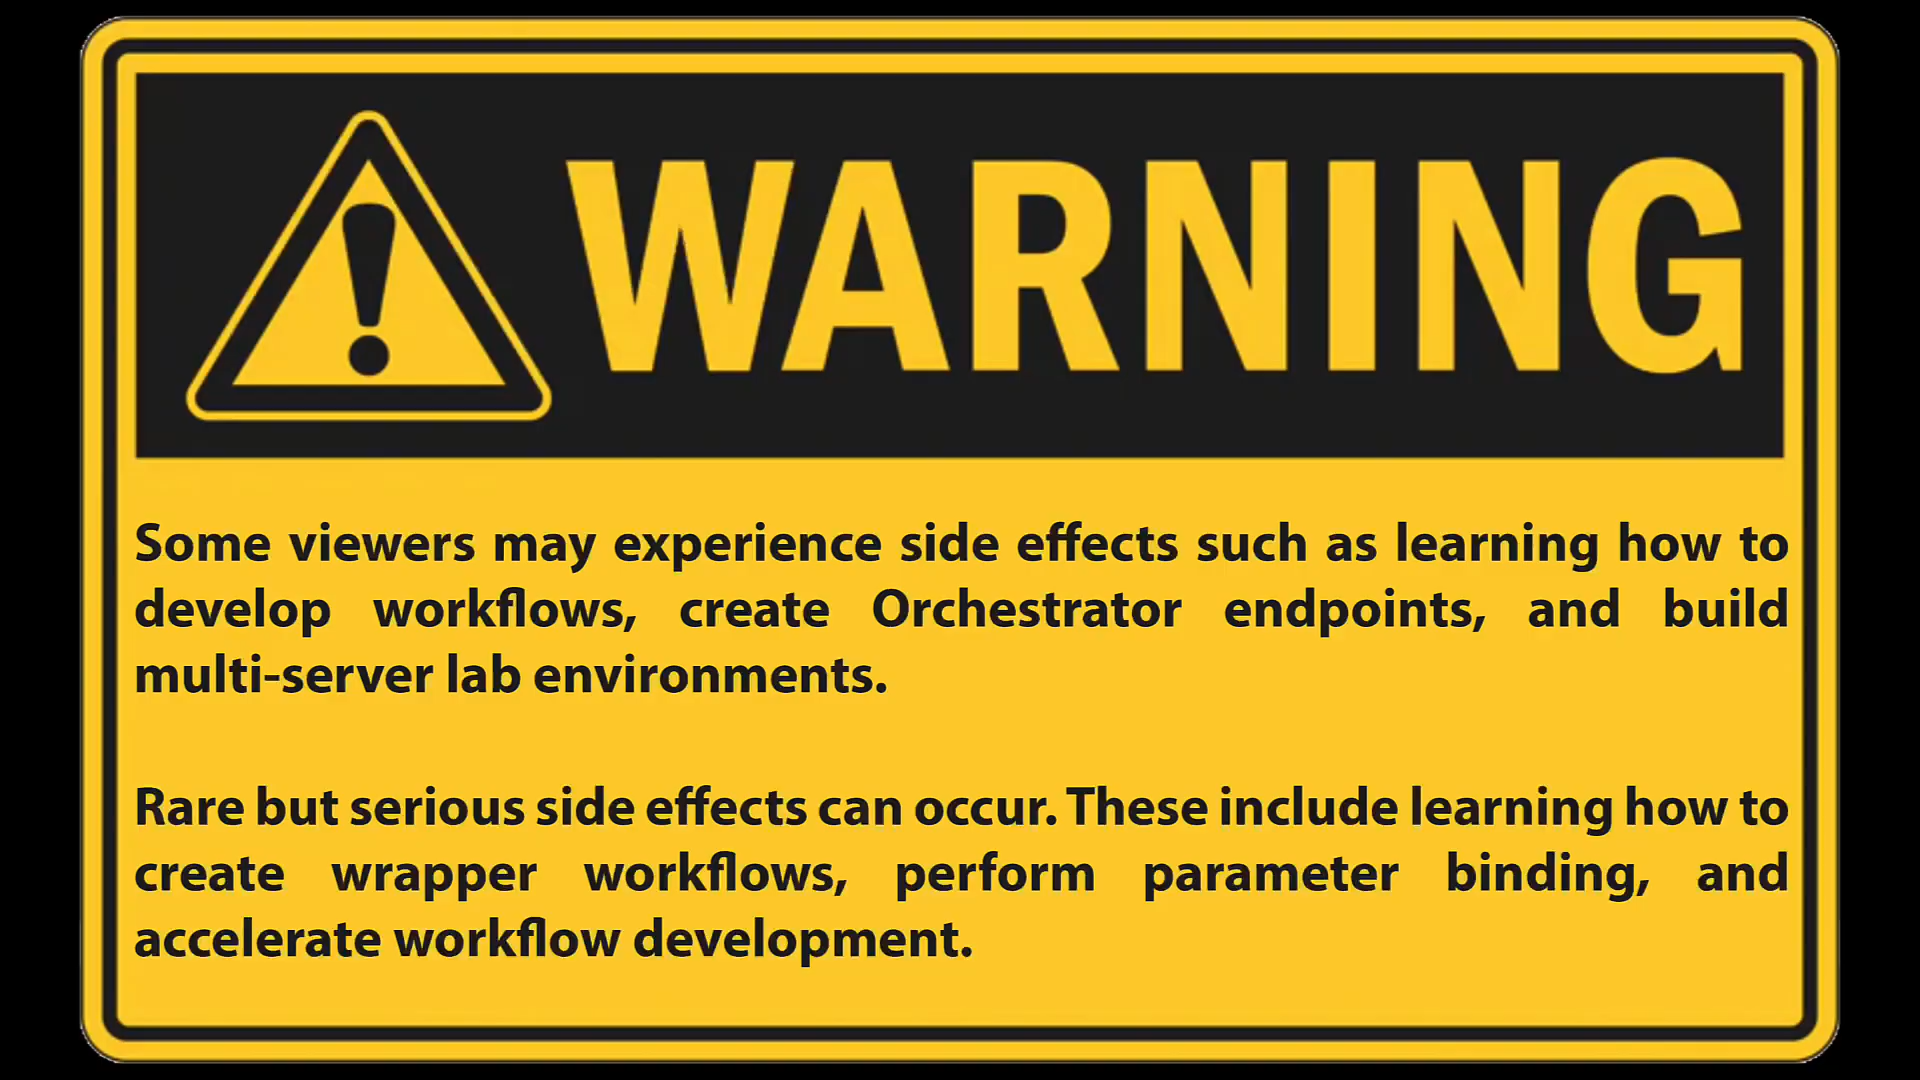 WARNING
Some viewers may experience side effects such as learning how to
develop workflows, create Orchestrator endpoints, and build
multi-server lab environments.
Rare but serious side effects can occur. These include learning how to
create wrapper workflows, perform parameter binding, and
accelerate workflow development.